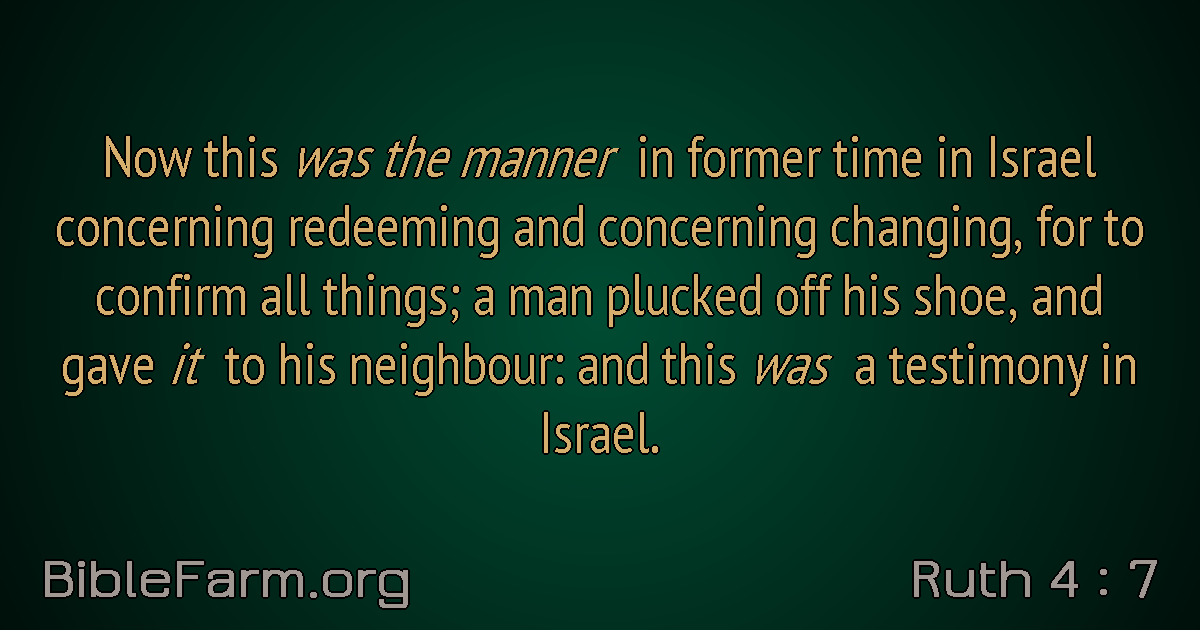 Now this was the manner in former time in Israel
concerning redeeming and concerning changing, for to
confirm all things; a man plucked off his shoe, and
gave it to his neighbour: and this was a testimony in
Israel.
BibleFarm.org
Ruth 4 : 7